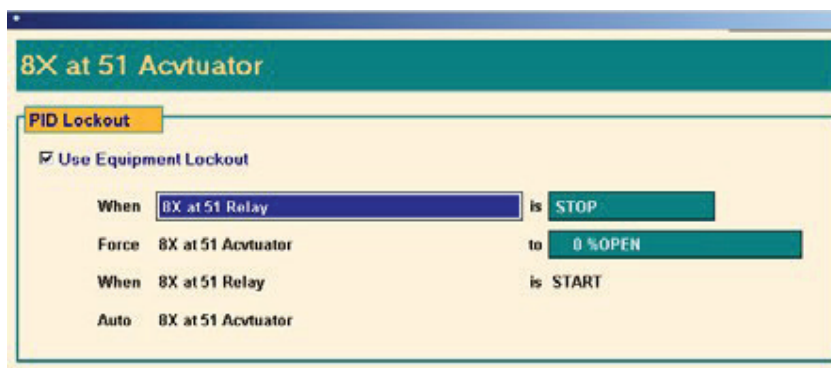 8X at 51 Acvtuator
PID Lockout
Use Equipment Lockout
When 8X at 51 Relay is STOP
Force 8X at 51 Acvtuator to 0 %OPEN
When 8X at 51 Relay is START
Auto 8X at 51 Acvtuator